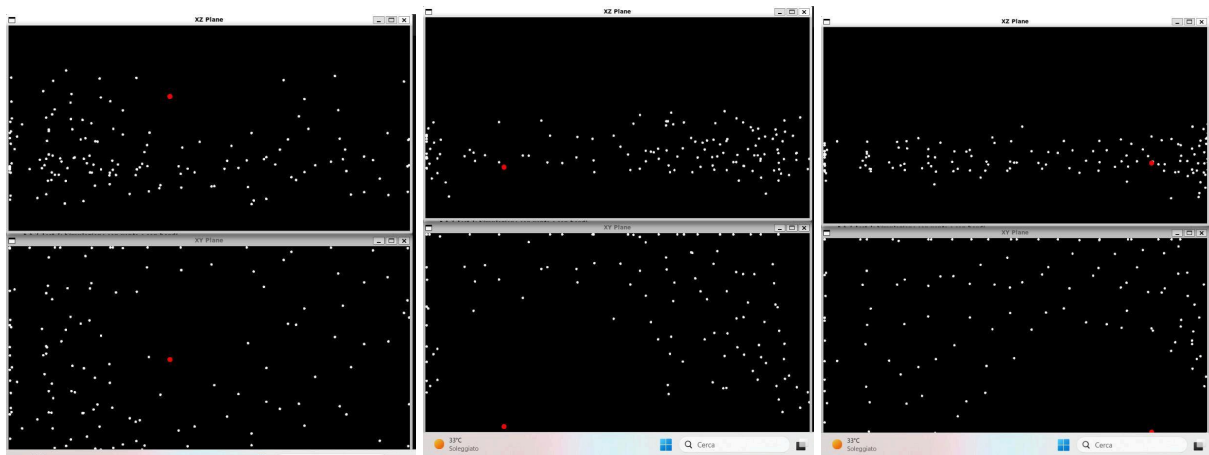 XZ Plane
XY Plane
XZ Plane
XY Plane
33°C
Soleggiato
Cerca
XZ Plane
XY Plane
33°C
Soleggiato
Cerca